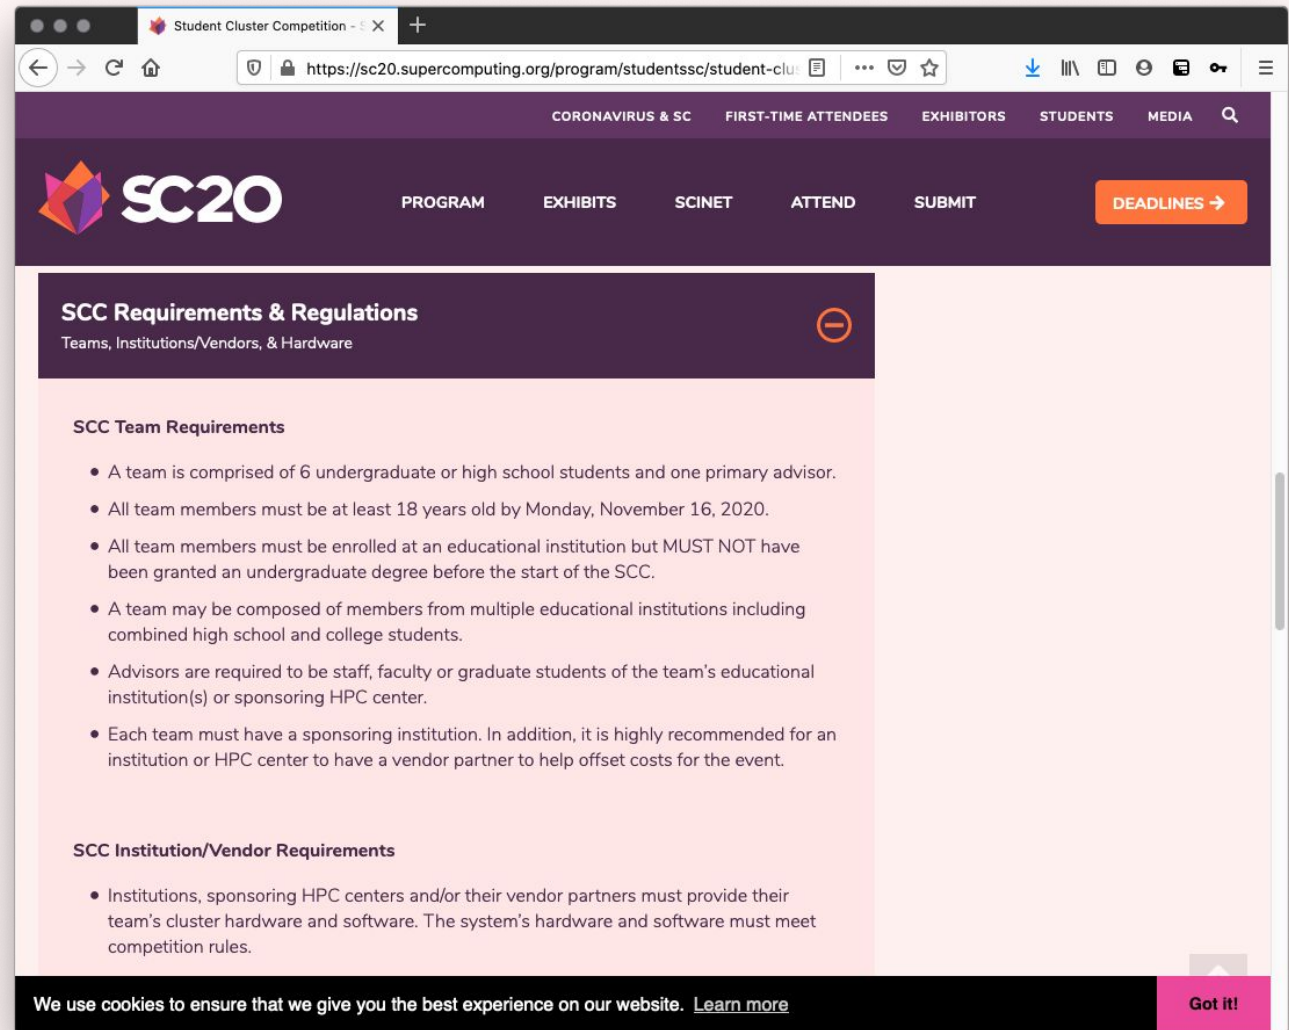 Student Cluster Competition - S
https://sc20.supercomputing.org/program/studentssc/student-clus
CORONAVIRUS & SC FIRST-TIME ATTENDEES EXHIBITORS STUDENTS MEDIA
SC20 PROGRAM EXHIBITS SCINET ATTEND SUBMIT DEADLINES →
SCC Requirements & Regulations
Teams, Institutions/Vendors, & Hardware
SCC Team Requirements
• A team is comprised of 6 undergraduate or high school students and one primary advisor.
• All team members must be at least 18 years old by Monday, November 16, 2020.
• All team members must be enrolled at an educational institution but MUST NOT have
been granted an undergraduate degree before the start of the SCC.
• A team may be composed of members from multiple educational institutions including
combined high school and college students.
• Advisors are required to be staff, faculty or graduate students of the team's educational
institution(s) or sponsoring HPC center.
• Each team must have a sponsoring institution. In addition, it is highly recommended for an
institution or HPC center to have a vendor partner to help offset costs for the event.
SCC Institution/Vendor Requirements
• Institutions, sponsoring HPC centers and/or their vendor partners must provide their
team's cluster hardware and software. The system's hardware and software must meet
competition rules.
We use cookies to ensure that we give you the best experience on our website. Learn more Got it!